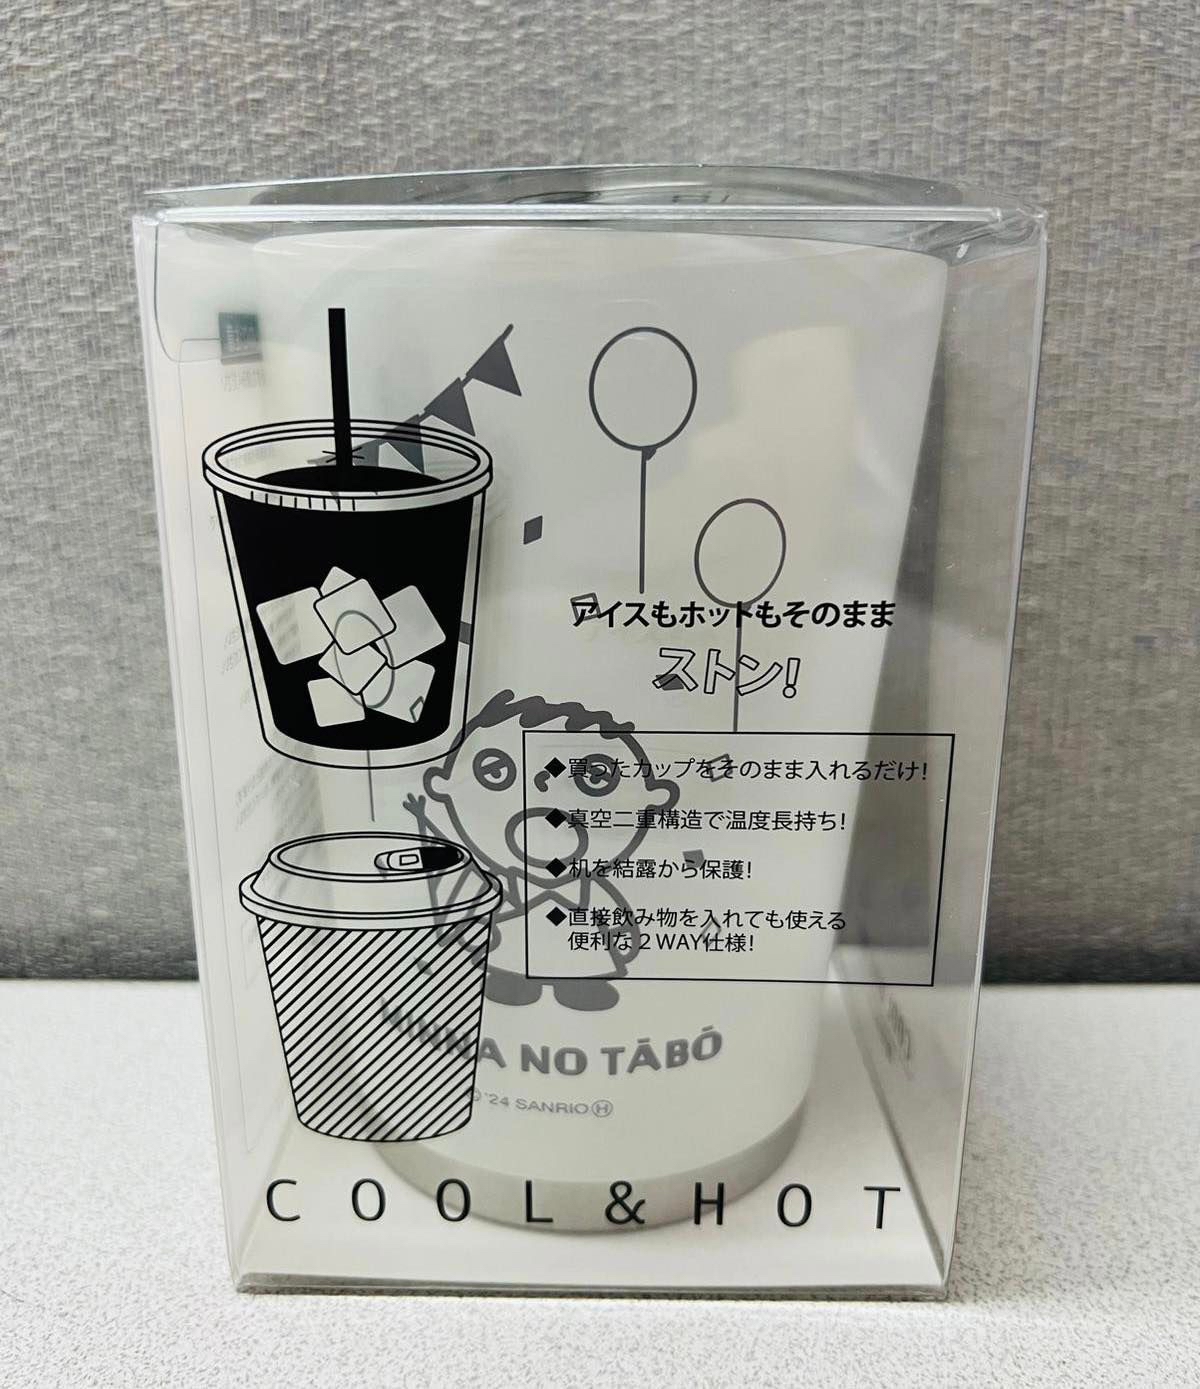 アイスもホットもそのまま
ストン!
◆買ったカップをそのまま入れるだけ!
◆真空二重構造で温度長持ち!
◆机を結露から保護!
◆直接飲み物を入れても使える
便利な2WAY仕様!
MINNA NO TĀBŌ
© '24 SANRIO Ⓗ
COOL&HOT